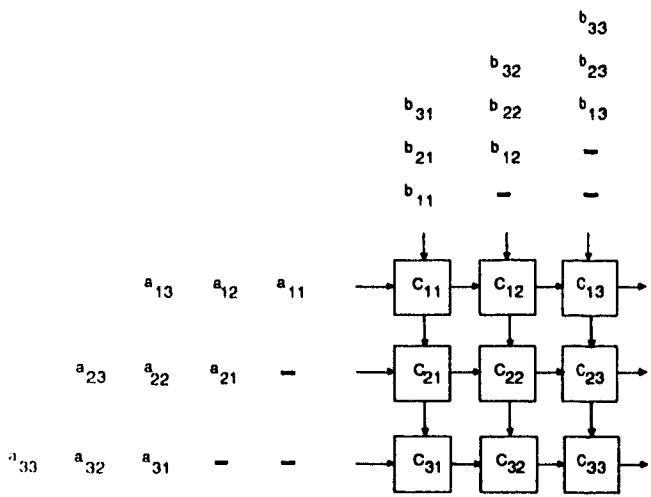 b33
b32 b23
b31 b22 b13
b21 b12 –
b11 – –
a13 a12 a11 C11 C12 C13
a23 a22 a21 – C21 C22 C23
a33 a32 a31 – – C31 C32 C33